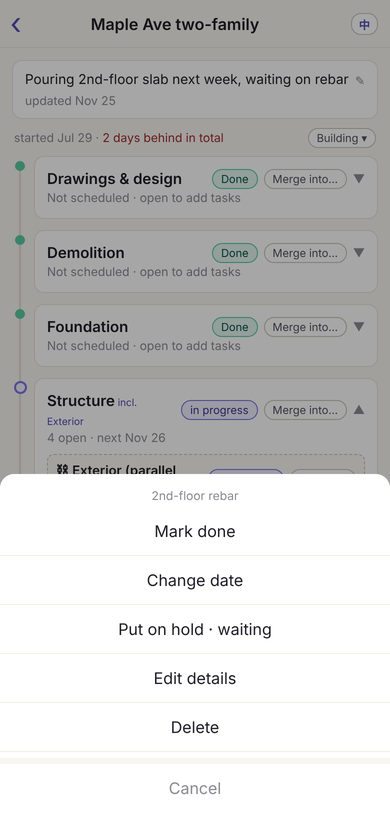 ‹ Maple Ave two-family 中
Pouring 2nd-floor slab next week, waiting on rebar ✎
updated Nov 25
started Jul 29 · 2 days behind in total Building ▾
Drawings & design Done Merge into... ▼
Not scheduled · open to add tasks
Demolition Done Merge into... ▼
Not scheduled · open to add tasks
Foundation Done Merge into... ▼
Not scheduled · open to add tasks
Structure incl. Exterior in progress Merge into... ▲
4 open · next Nov 26
⛓ Exterior (parallel
2nd-floor rebar
Mark done
Change date
Put on hold · waiting
Edit details
Delete
Cancel